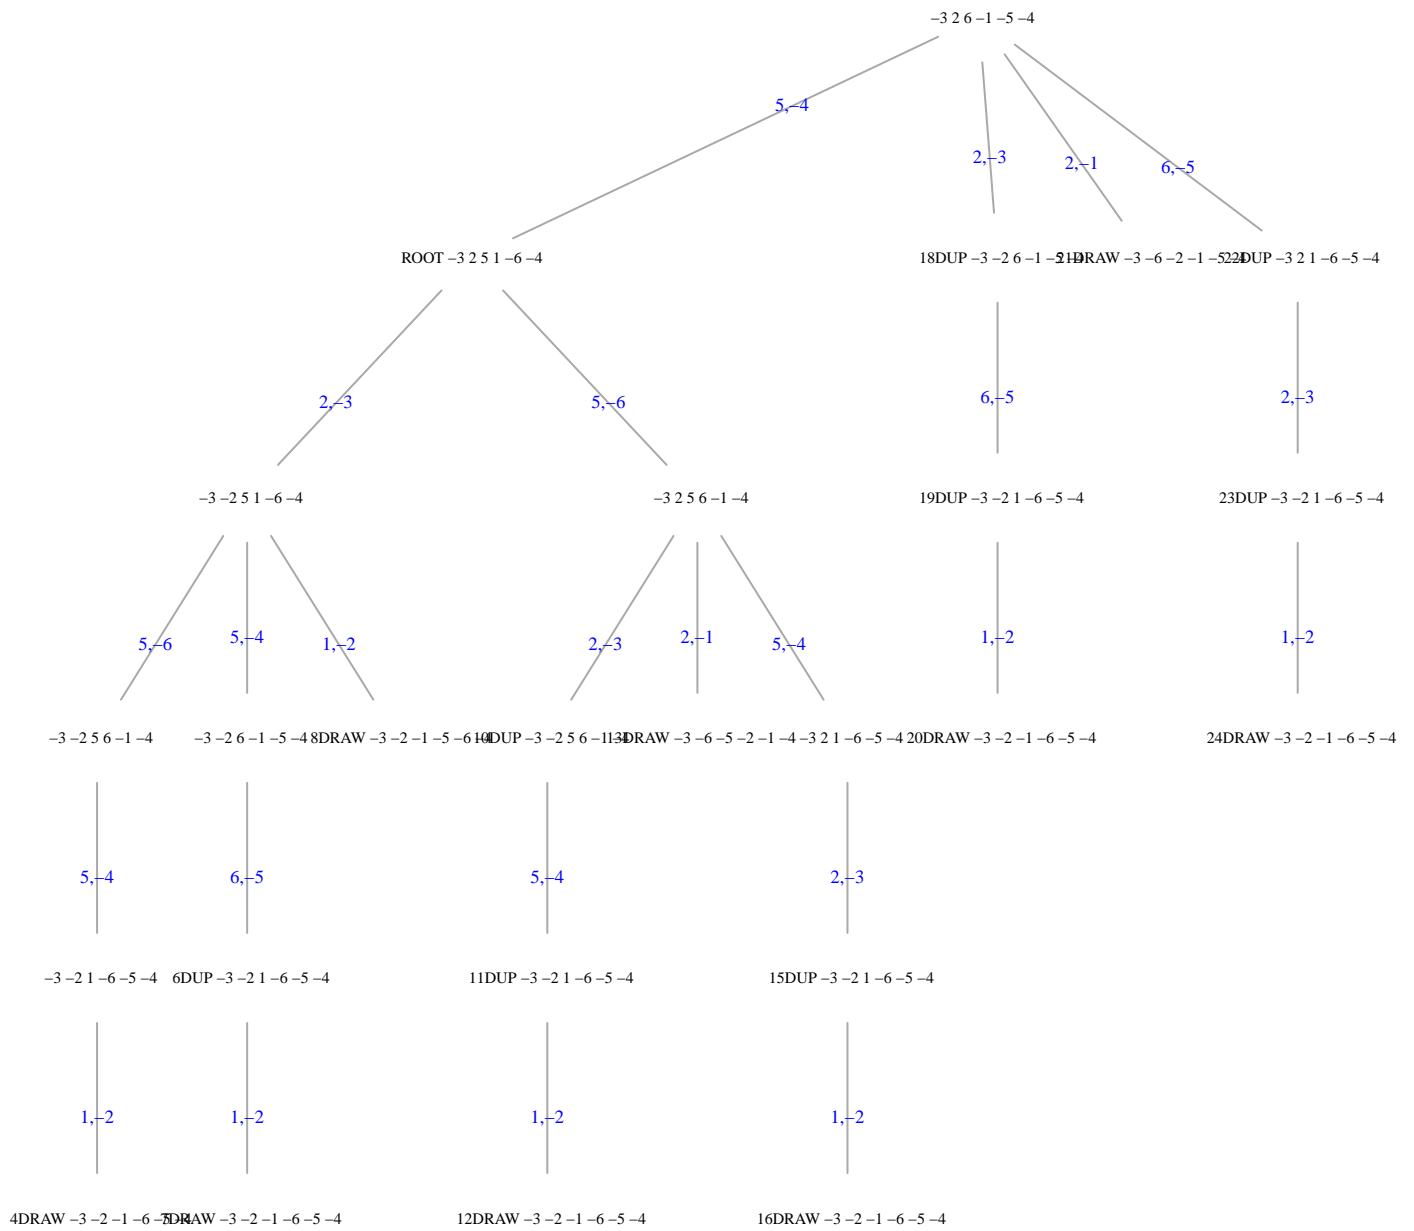 −3 2 6 −1 −5 −4
5,−4
2,−3
2,−1
6,−5
ROOT −3 2 5 1 −6 −4
18DUP −3 −2 6 −1 −5 −4
21DRAW −3 −6 −2 −1 −5 −4
22DUP −3 2 1 −6 −5 −4
2,−3
5,−6
6,−5
2,−3
−3 −2 5 1 −6 −4
−3 2 5 6 −1 −4
19DUP −3 −2 1 −6 −5 −4
23DUP −3 −2 1 −6 −5 −4
5,−6
5,−4
1,−2
2,−3
2,−1
5,−4
1,−2
1,−2
−3 −2 5 6 −1 −4
−3 −2 6 −1 −5 −4
8DRAW −3 −2 −1 −5 −6 −4
10DUP −3 −2 5 6 −1 −4
13DRAW −3 −6 −5 −2 −1 −4
−3 2 1 −6 −5 −4
20DRAW −3 −2 −1 −6 −5 −4
24DRAW −3 −2 −1 −6 −5 −4
5,−4
6,−5
5,−4
2,−3
−3 −2 1 −6 −5 −4
6DUP −3 −2 1 −6 −5 −4
11DUP −3 −2 1 −6 −5 −4
15DUP −3 −2 1 −6 −5 −4
1,−2
1,−2
1,−2
1,−2
4DRAW −3 −2 −1 −6 −5 −4
7DRAW −3 −2 −1 −6 −5 −4
12DRAW −3 −2 −1 −6 −5 −4
16DRAW −3 −2 −1 −6 −5 −4